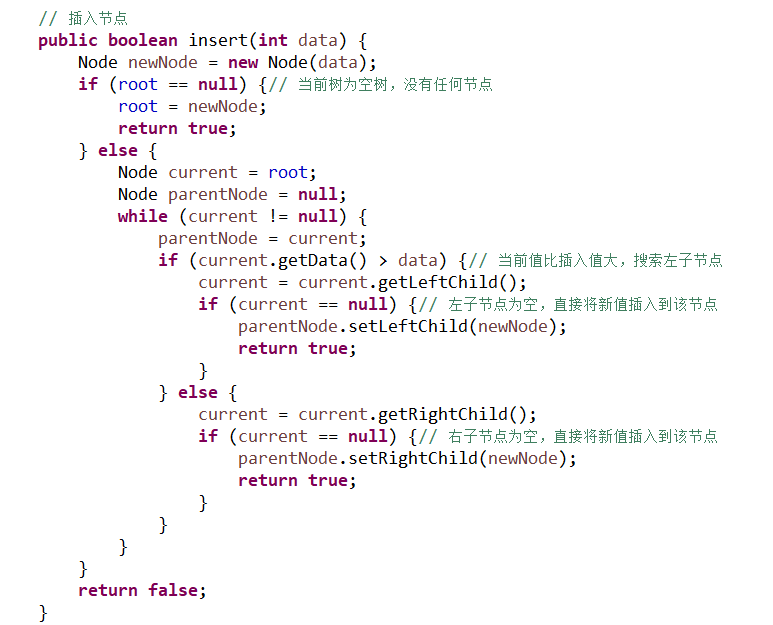 // 插入节点
public boolean insert(int data) {
    Node newNode = new Node(data);
    if (root == null) {// 当前树为空树，没有任何节点
        root = newNode;
        return true;
    } else {
        Node current = root;
        Node parentNode = null;
        while (current != null) {
            parentNode = current;
            if (current.getData() > data) {// 当前值比插入值大，搜索左子节点
                current = current.getLeftChild();
                if (current == null) {// 左子节点为空，直接将新值插入到该节点
                    parentNode.setLeftChild(newNode);
                    return true;
                }
            } else {
                current = current.getRightChild();
                if (current == null) {// 右子节点为空，直接将新值插入到该节点
                    parentNode.setRightChild(newNode);
                    return true;
                }
            }
        }
    }
    return false;
}